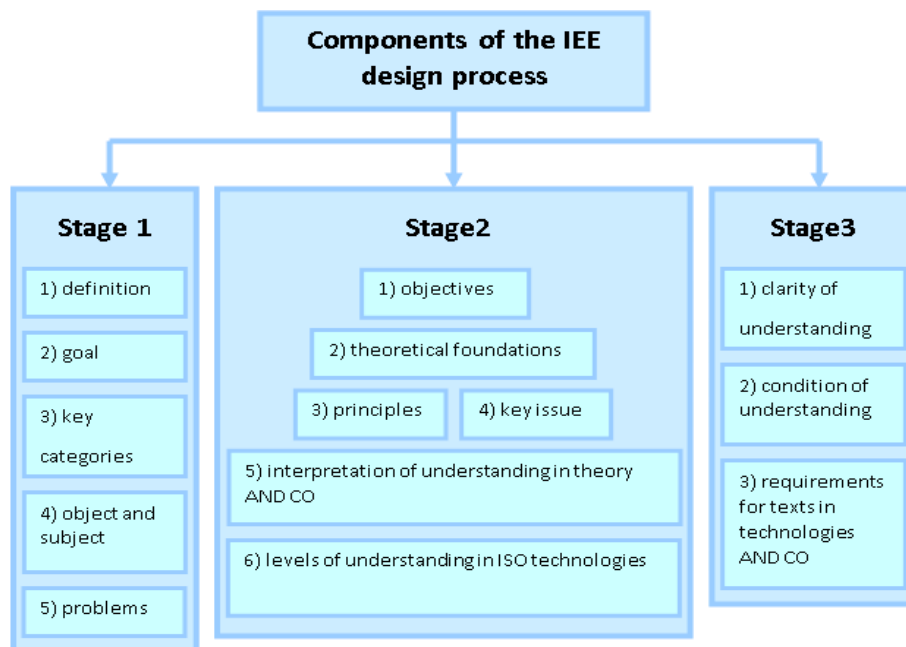 Components of the IEE
design process
Stage 1
1) definition
2) goal
3) key
categories
4) object and
subject
5) problems
Stage2
1) objectives
2) theoretical foundations
3) principles
4) key issue
5) interpretation of understanding in theory
AND CO
6) levels of understanding in ISO technologies
Stage3
1) clarity of
understanding
2) condition of
understanding
3) requirements
for texts in
technologies
AND CO